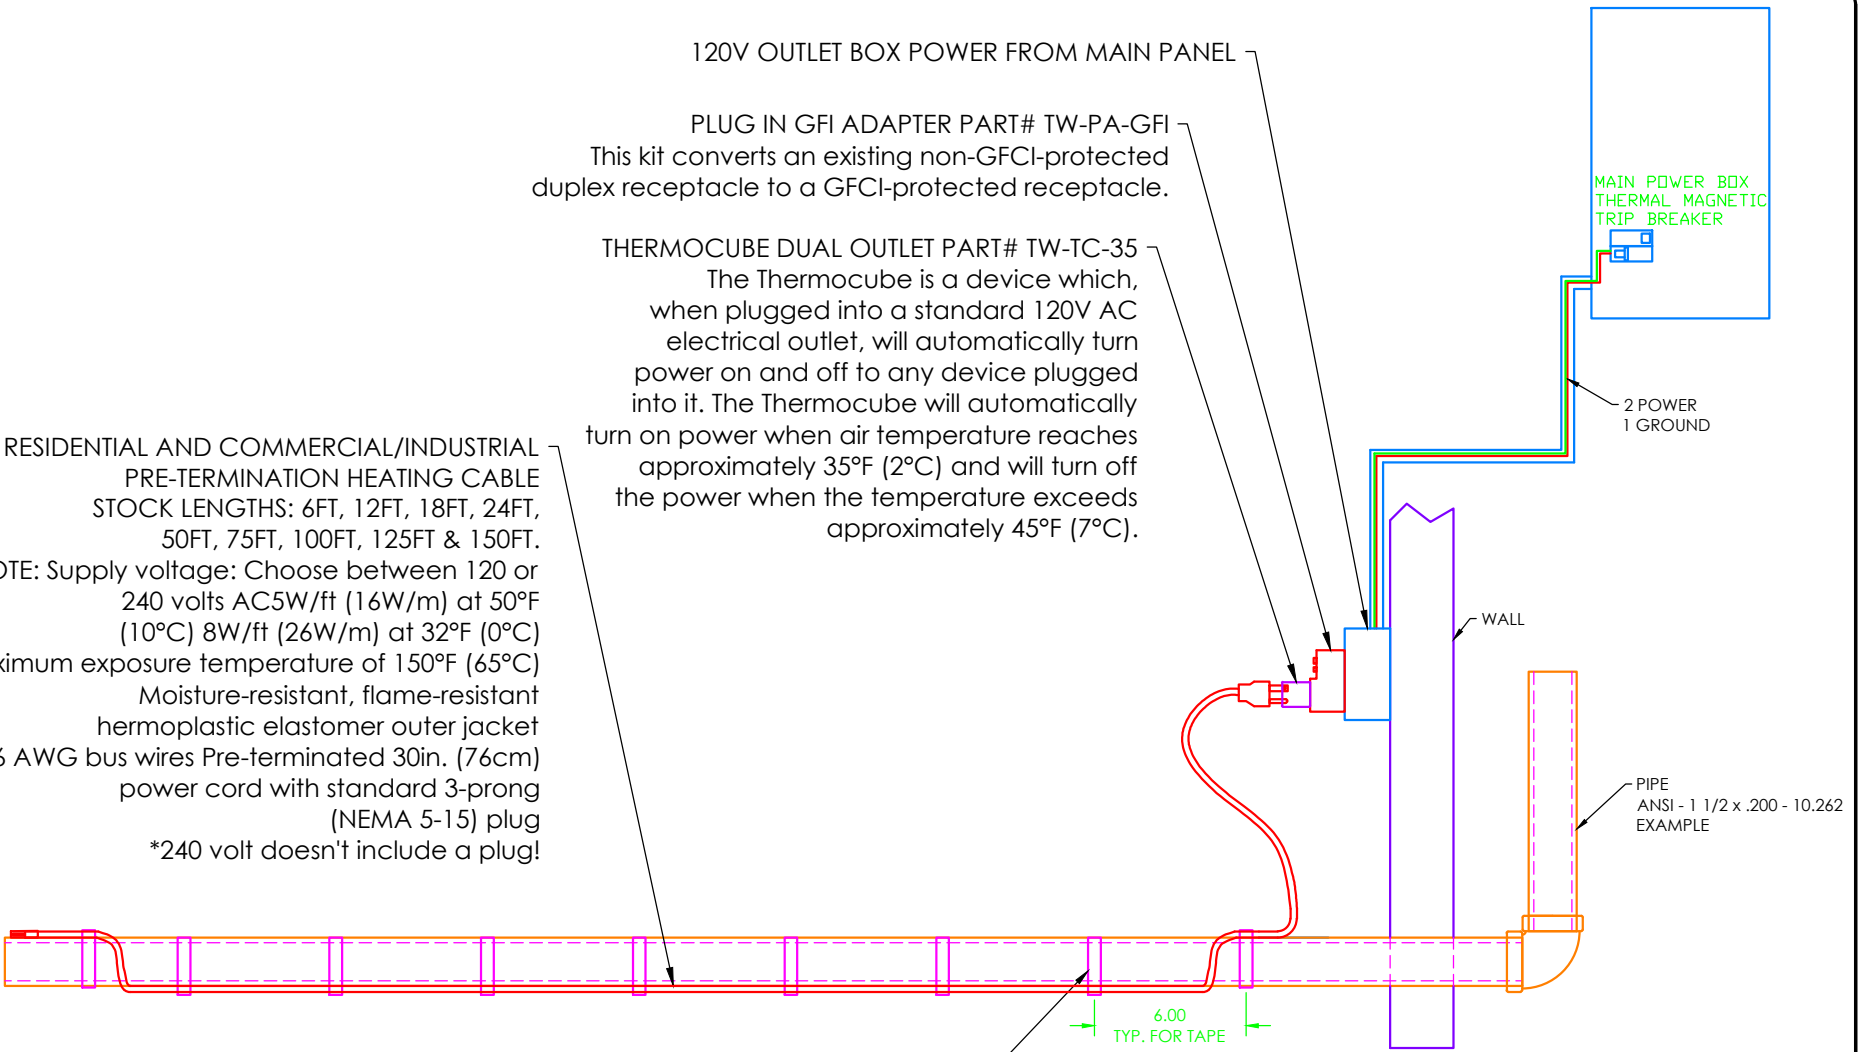 120V OUTLET BOX POWER FROM MAIN PANEL
PLUG IN GFI ADAPTER PART# TW-PA-GFI
This kit converts an existing non-GFCI-protected
duplex receptacle to a GFCI-protected receptacle.
THERMOCUBE DUAL OUTLET PART# TW-TC-35
The Thermocube is a device which,
when plugged into a standard 120V AC
electrical outlet, will automatically turn
power on and off to any device plugged
into it. The Thermocube will automatically
turn on power when air temperature reaches
approximately 35°F (2°C) and will turn off
the power when the temperature exceeds
approximately 45°F (7°C).
RESIDENTIAL AND COMMERCIAL/INDUSTRIAL
PRE-TERMINATION HEATING CABLE
STOCK LENGTHS: 6FT, 12FT, 18FT, 24FT,
50FT, 75FT, 100FT, 125FT & 150FT.
OTE: Supply voltage: Choose between 120 or
240 volts AC5W/ft (16W/m) at 50°F
(10°C) 8W/ft (26W/m) at 32°F (0°C)
ximum exposure temperature of 150°F (65°C)
Moisture-resistant, flame-resistant
hermoplastic elastomer outer jacket
6 AWG bus wires Pre-terminated 30in. (76cm)
power cord with standard 3-prong
(NEMA 5-15) plug
*240 volt doesn't include a plug!
MAIN POWER BOX
THERMAL MAGNETIC
TRIP BREAKER
2 POWER
1 GROUND
WALL
PIPE
ANSI - 1 1/2 x .200 - 10.262
EXAMPLE
6.00
TYP. FOR TAPE